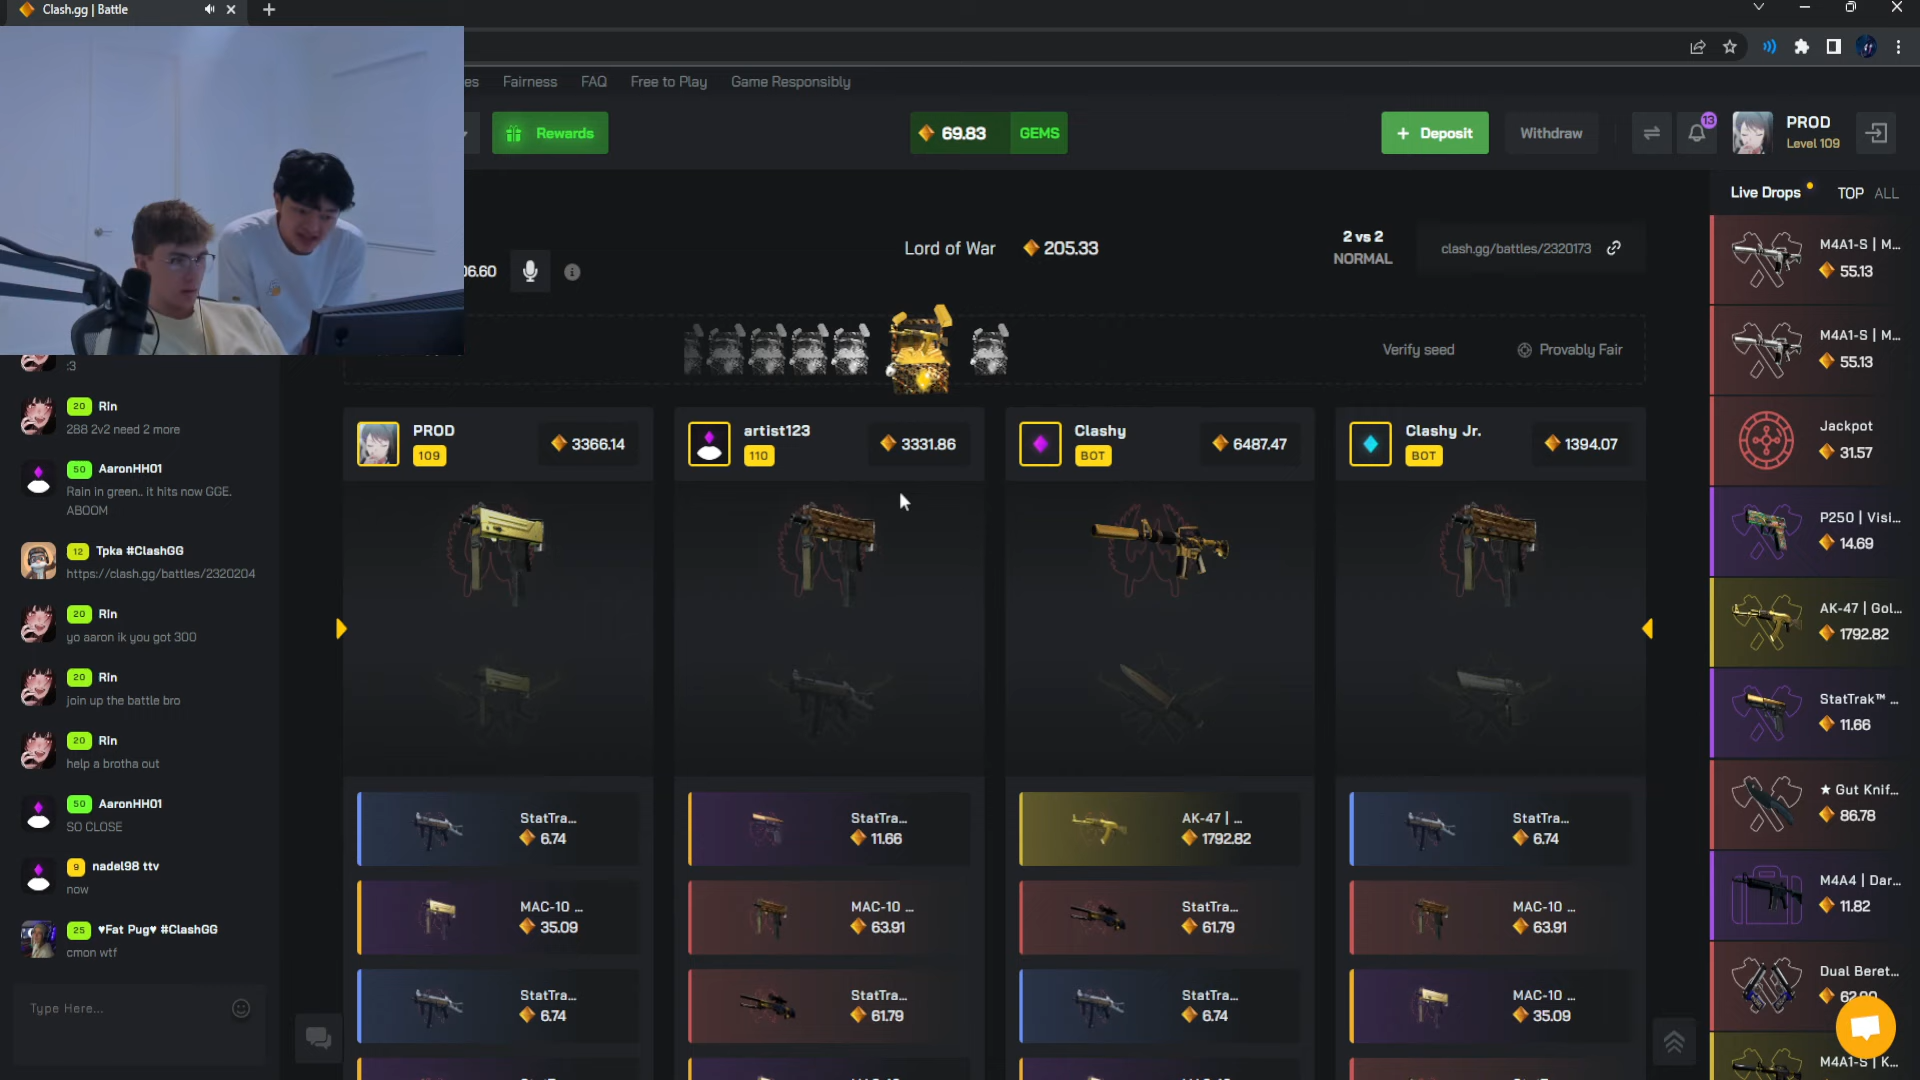 Clash.gg | Battle
es Fairness FAQ Free to Play Game Responsibly
Rewards
69.83 GEMS
+ Deposit
Withdraw
13
PROD
Level 109
Live Drops TOP ALL
06.60
Lord of War 205.33
2 vs 2
NORMAL
clash.gg/battles/2320173
Verify seed
Provably Fair
:3
20 Rin
288 2v2 need 2 more
50 AaronHH01
Rain in green.. it hits now GGE.
ABOOM
12 Tpka #ClashGG
https://clash.gg/battles/2320204
20 Rin
yo aaron ik you got 300
20 Rin
join up the battle bro
20 Rin
help a brotha out
50 AaronHH01
SO CLOSE
9 nadel98 ttv
now
25 ♥Fat Pug♥ #ClashGG
cmon wtf
Type Here...
PROD
109
3366.14
artist123
110
3331.86
Clashy
BOT
6487.47
Clashy Jr.
BOT
1394.07
StatTra...
6.74
StatTra...
11.66
AK-47 | ...
1792.82
StatTra...
6.74
MAC-10 ...
35.09
MAC-10 ...
63.91
StatTra...
61.79
MAC-10 ...
63.91
StatTra...
6.74
StatTra...
61.79
StatTra...
6.74
MAC-10 ...
35.09
M4A1-S | M...
55.13
M4A1-S | M...
55.13
Jackpot
31.57
P250 | Visi...
14.69
AK-47 | Gol...
1792.82
StatTrak™ ...
11.66
★ Gut Knif...
86.78
M4A4 | Dar...
11.82
Dual Beret...
M4A1-S | K...